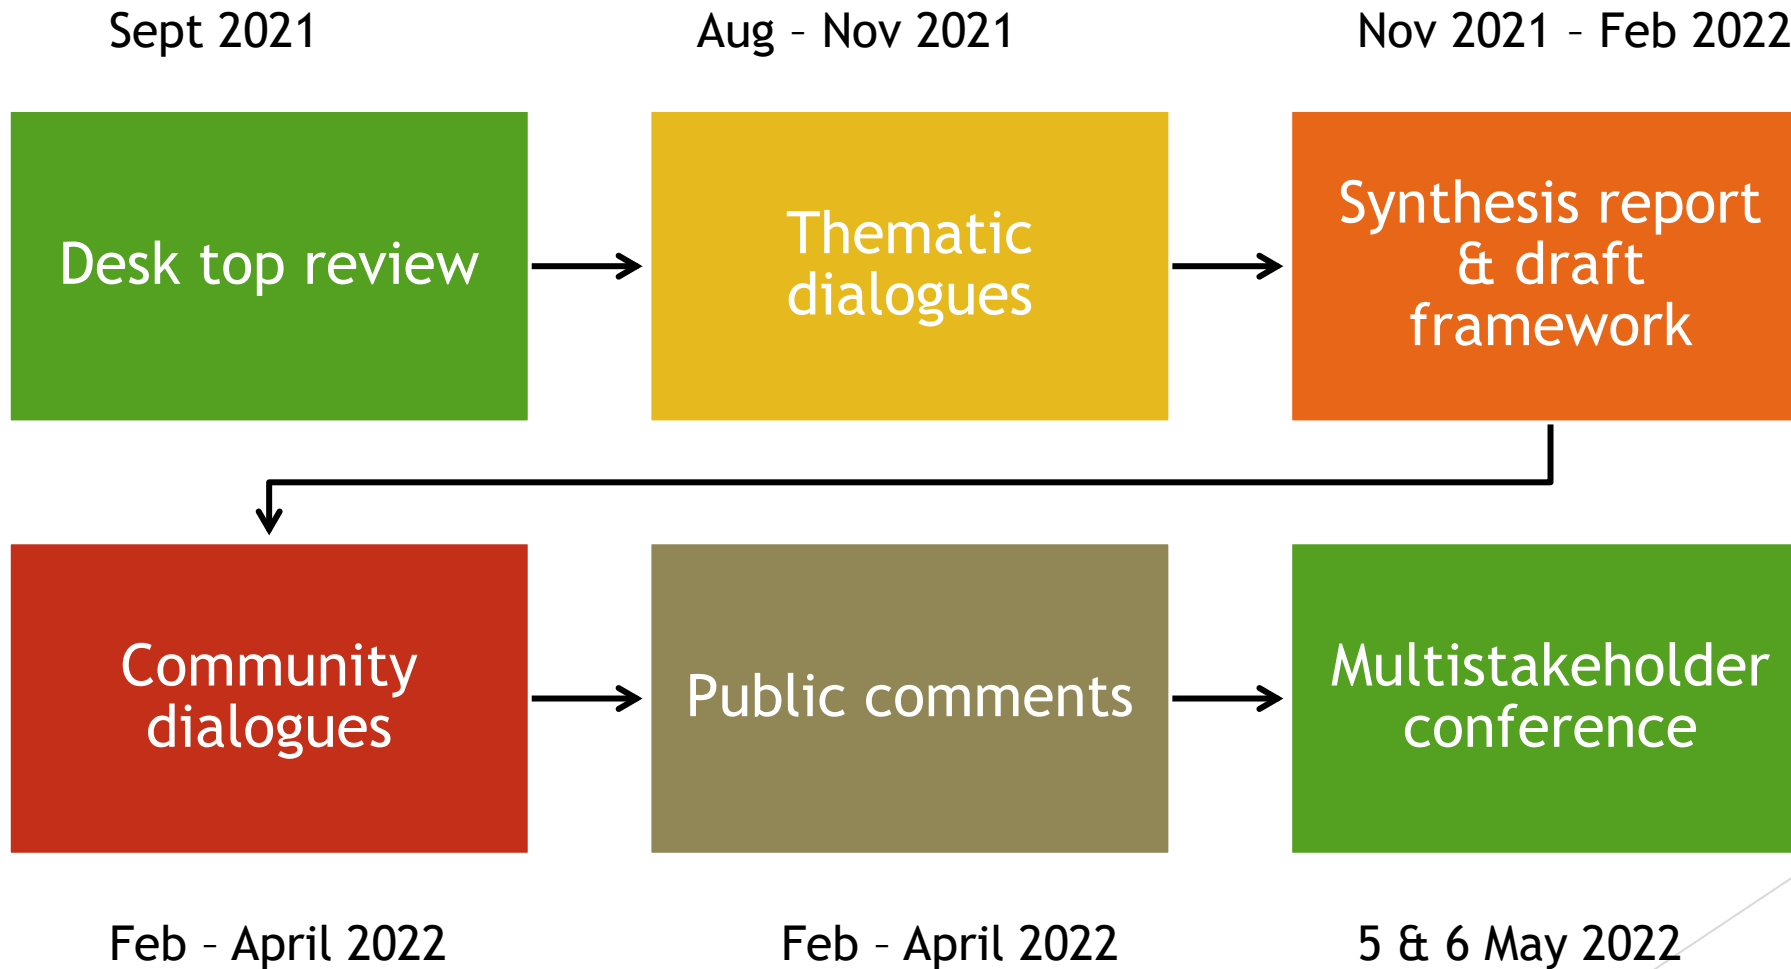 Sept 2021
Aug – Nov 2021
Nov 2021 – Feb 2022
Desk top review
Thematic
dialogues
Synthesis report
& draft
framework
Community
dialogues
Public comments
Multistakeholder
conference
Feb – April 2022
Feb – April 2022
5 & 6 May 2022